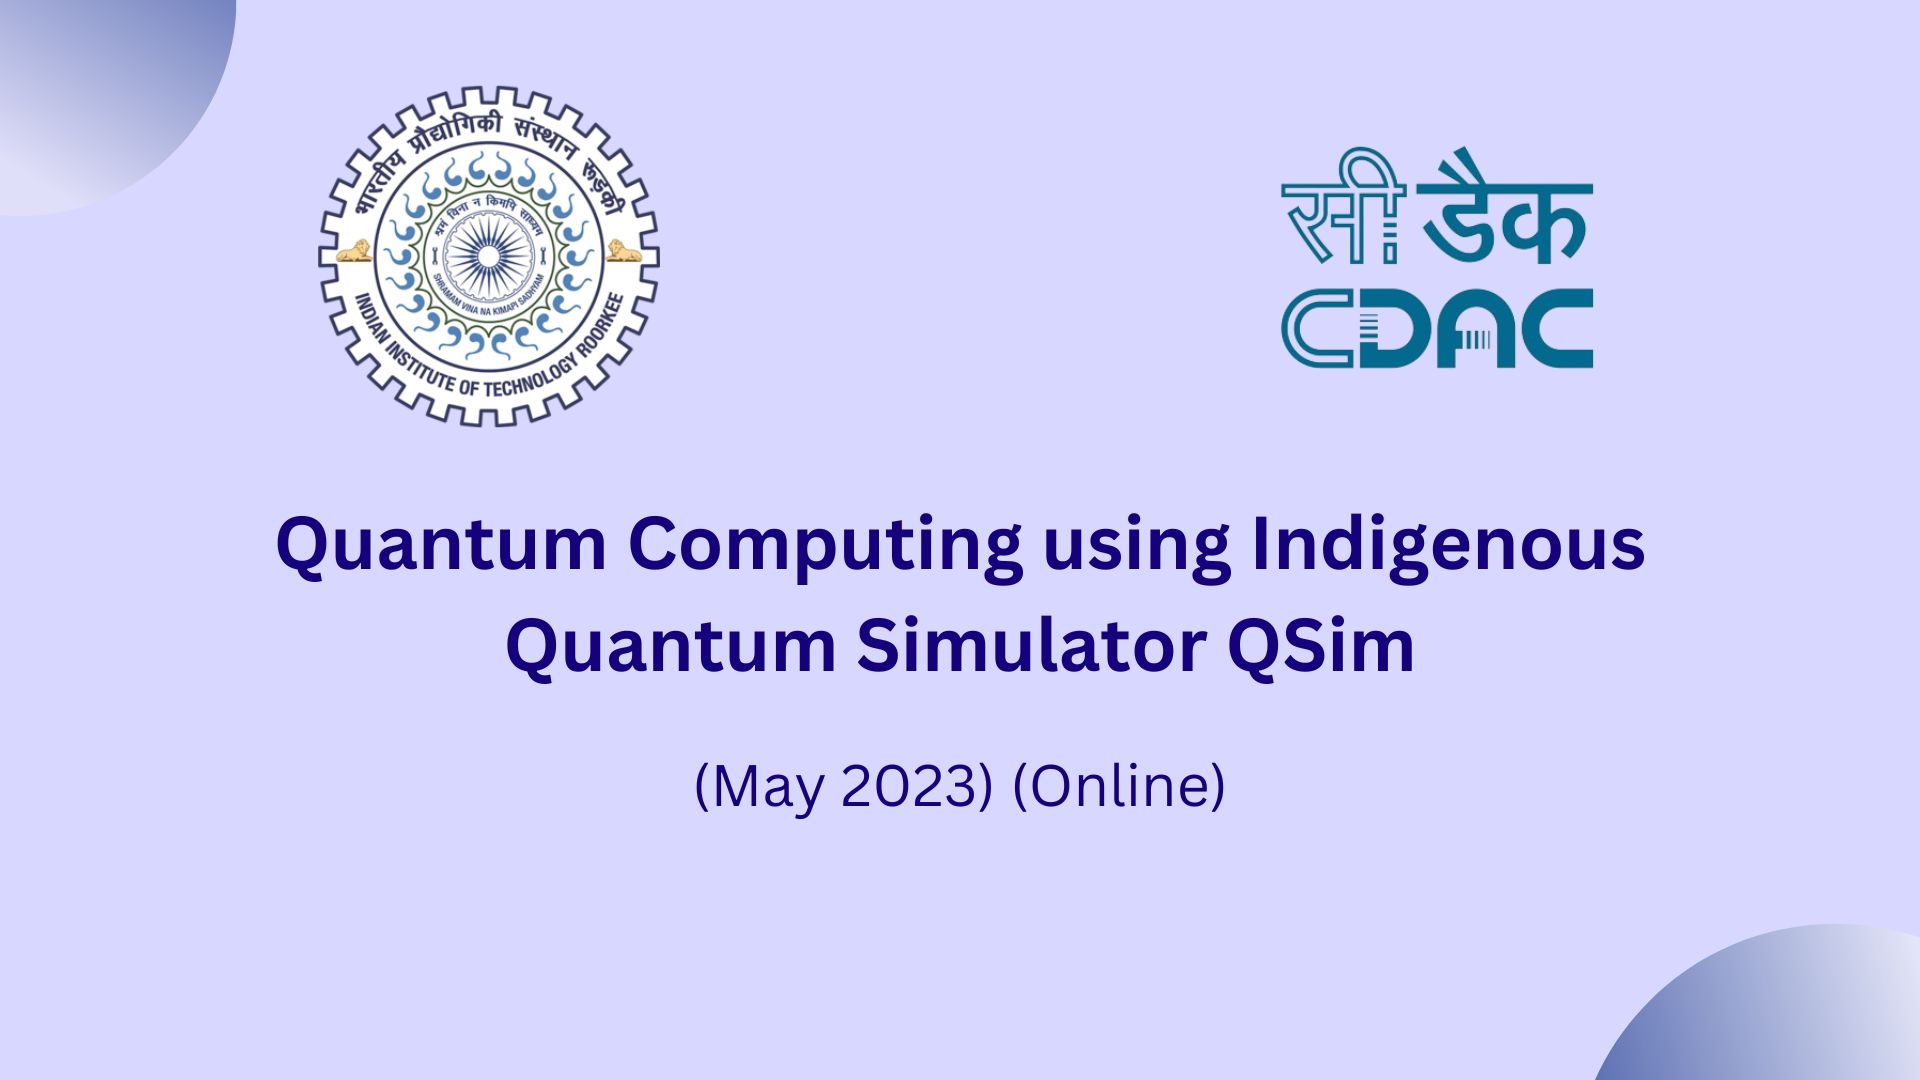 भारतीय प्रौद्योगिकी संस्थान रूड़की
श्रमं विना न किमपि साध्यम
SHRAMAM VINA NA KIMAPI SADHYAM
INDIAN INSTITUTE OF TECHNOLOGY ROORKEE
सी डैक
CDAC
Quantum Computing using Indigenous
Quantum Simulator QSim
(May 2023) (Online)